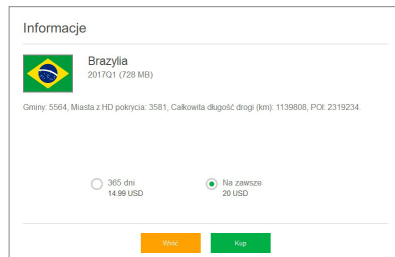 Informacje
Brazylia
2017Q1 (728 MB)
Gminy: 5564, Miasta z HD pokrycia: 3581, Całkowita długość drogi (km): 1139808, POI: 2319234.
365 dni
14.99 USD
Na zawsze
20 USD
Wróć
Kup